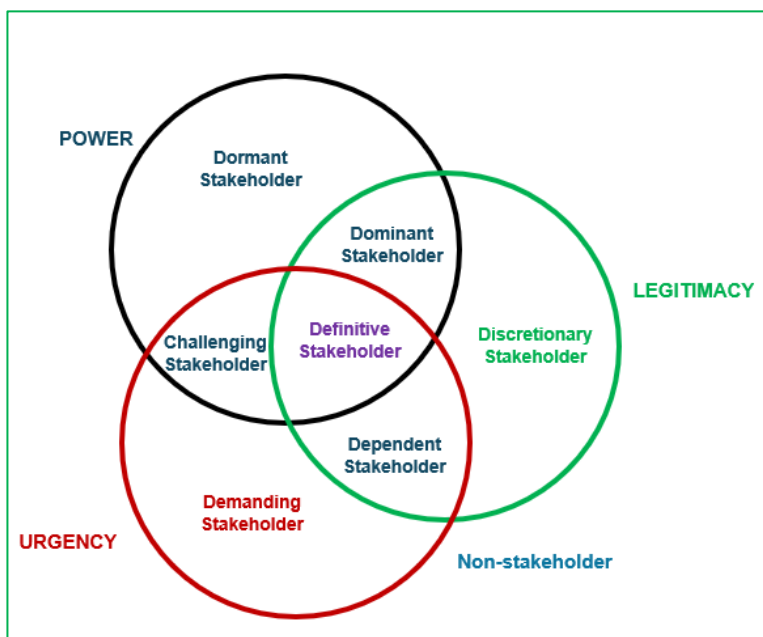 POWER
Dormant
Stakeholder
Dominant
Stakeholder
LEGITIMACY
Challenging
Stakeholder
Definitive
Stakeholder
Discretionary
Stakeholder
Dependent
Stakeholder
Demanding
Stakeholder
URGENCY
Non-stakeholder